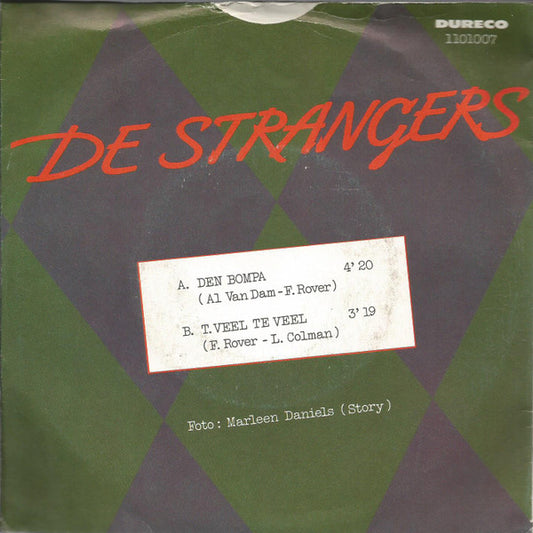 DURECO
1101007
DE STRANGERS
A. DEN BOMPA 4'20
(Al Van Dam-F. Rover)
B. T.VEEL TE VEEL 3'19
(F. Rover - L. Colman)
Foto: Marleen Daniels (Story)